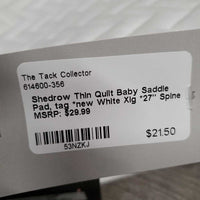 The Tack Collector
614600-356
Shedrow Thin Quilt Baby Saddle
Pad, tag *new White Xlg *27" Spine
MSRP: $29.99
$21.50
53NZKJ